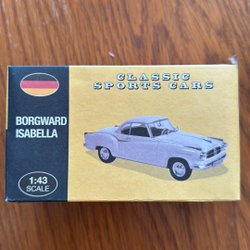 CLASSIC
SPORTS CARS
BORGWARD
ISABELLA
1:43
SCALE